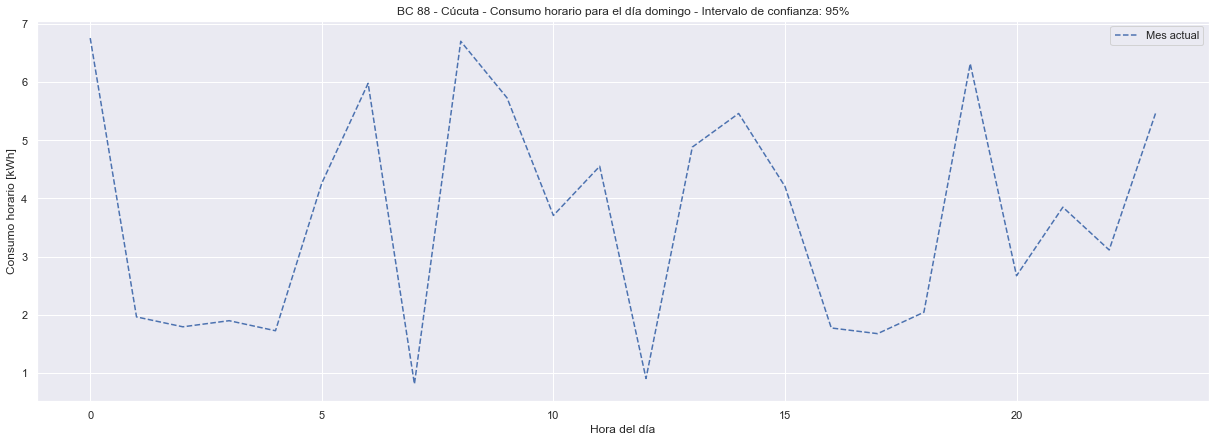 BC 88 - Cúcuta - Consumo horario para el día domingo - Intervalo de confianza: 95%
Mes actual
Consumo horario [kWh]
7
6
5
4
3
2
1
0 5 10 15 20
Hora del día